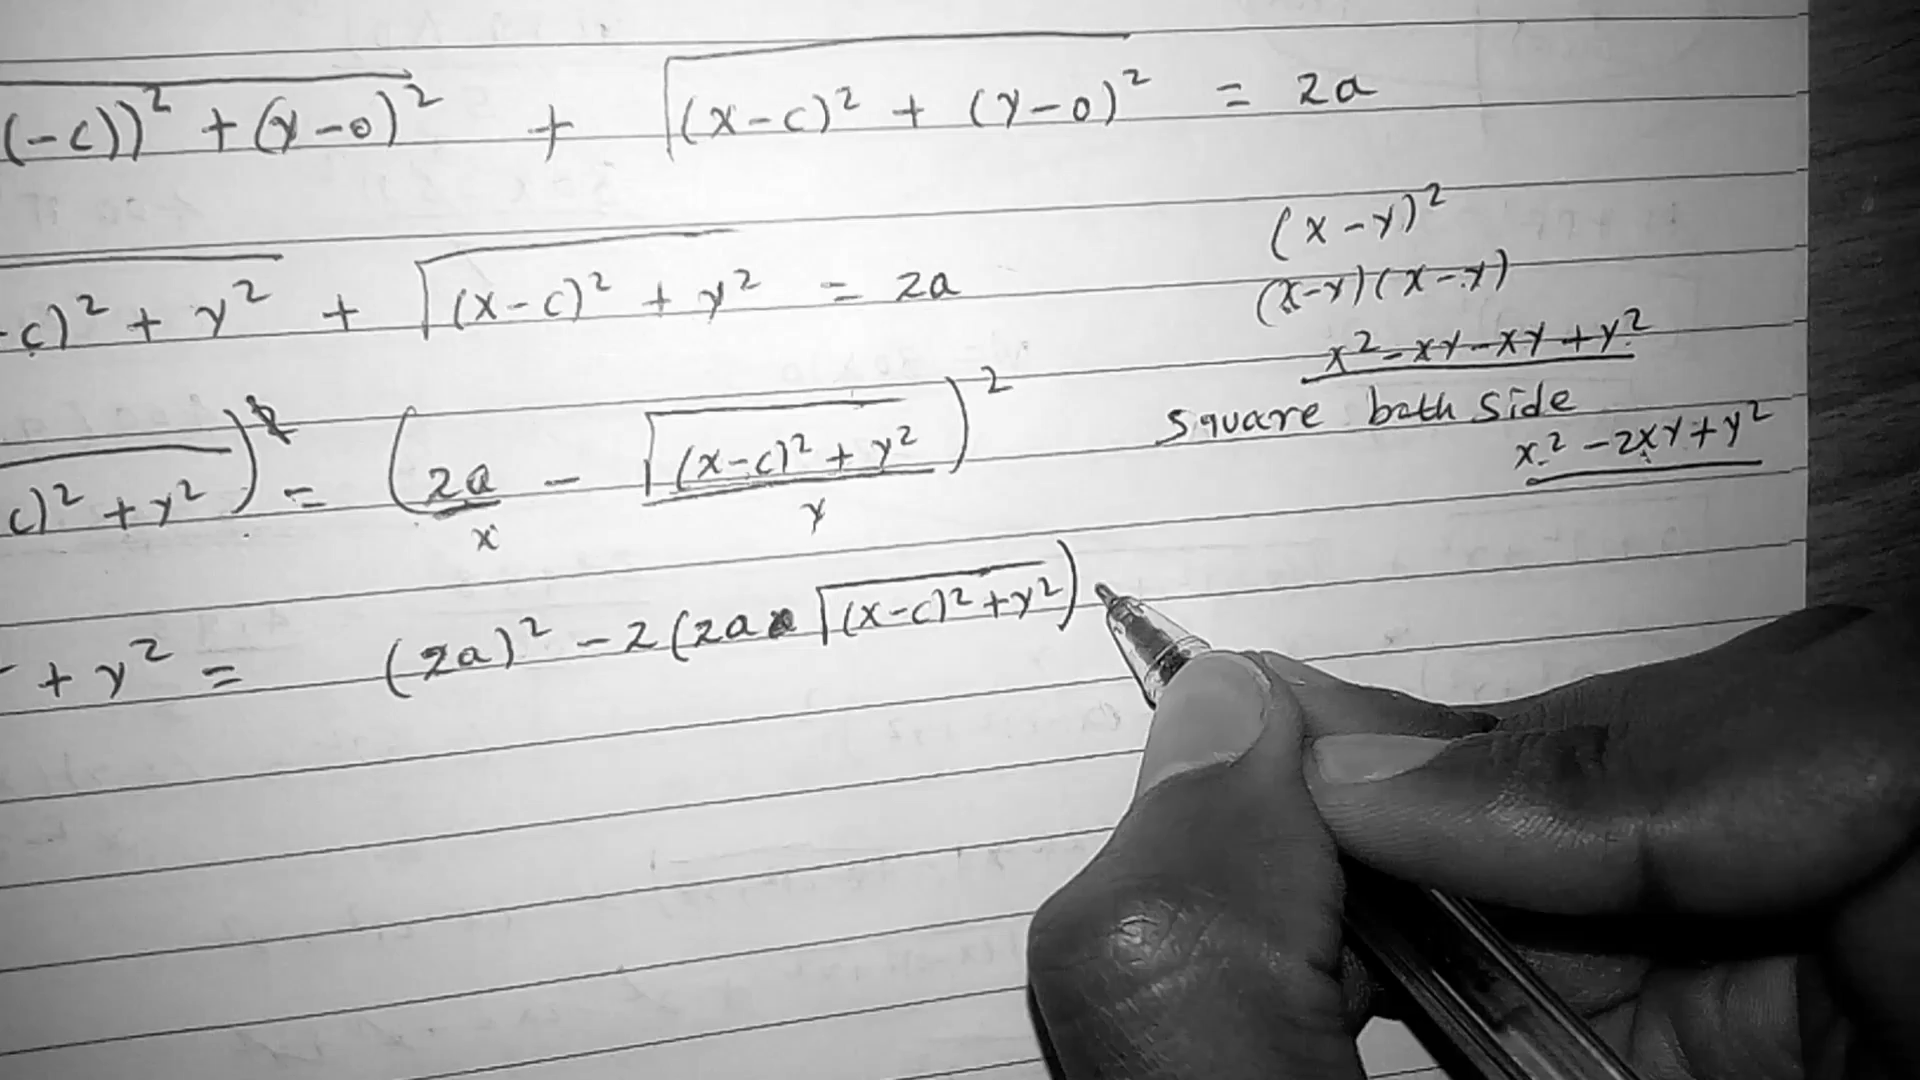 (-c))² + (y-0)² + √(x-c)² + (y-0)² = 2a
(x-y)²
(x-y)(x-y)
-c)² + y² + √(x-c)² + y² = 2a
x² - xy - xy + y²
square both side
x² - 2xy + y²
c)² + y²)² = (2a - √(x-c)² + y²)²
x y
+ y² = (2a)² - 2(2a √(x-c)² + y²)